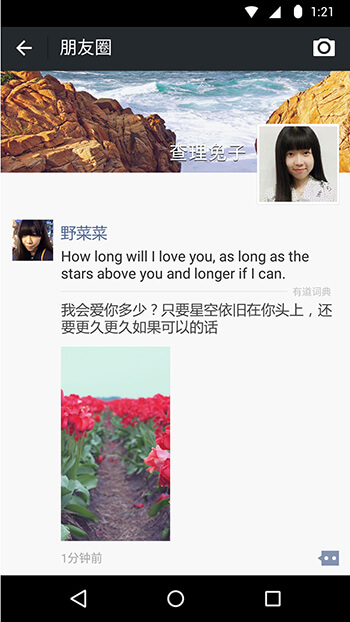 1:21
朋友圈
查理兔子
野菜菜
How long will I love you, as long as the
stars above you and longer if I can.
有道词典
我会爱你多少？只要星空依旧在你头上，还
要更久更久如果可以的话
1分钟前